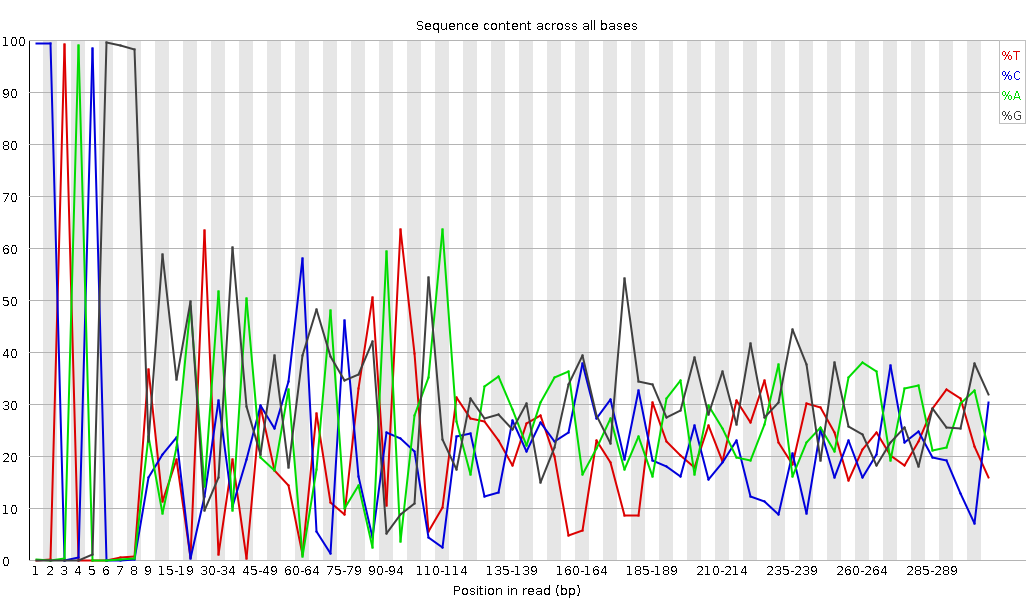 Sequence content across all bases
100
90
80
70
60
50
40
30
20
10
0
%T
%C
%A
%G
1 2 3 4 5 6 7 8 9 15-19 30-34 45-49 60-64 75-79 90-94 110-114 135-139 160-164 185-189 210-214 235-239 260-264 285-289
Position in read (bp)